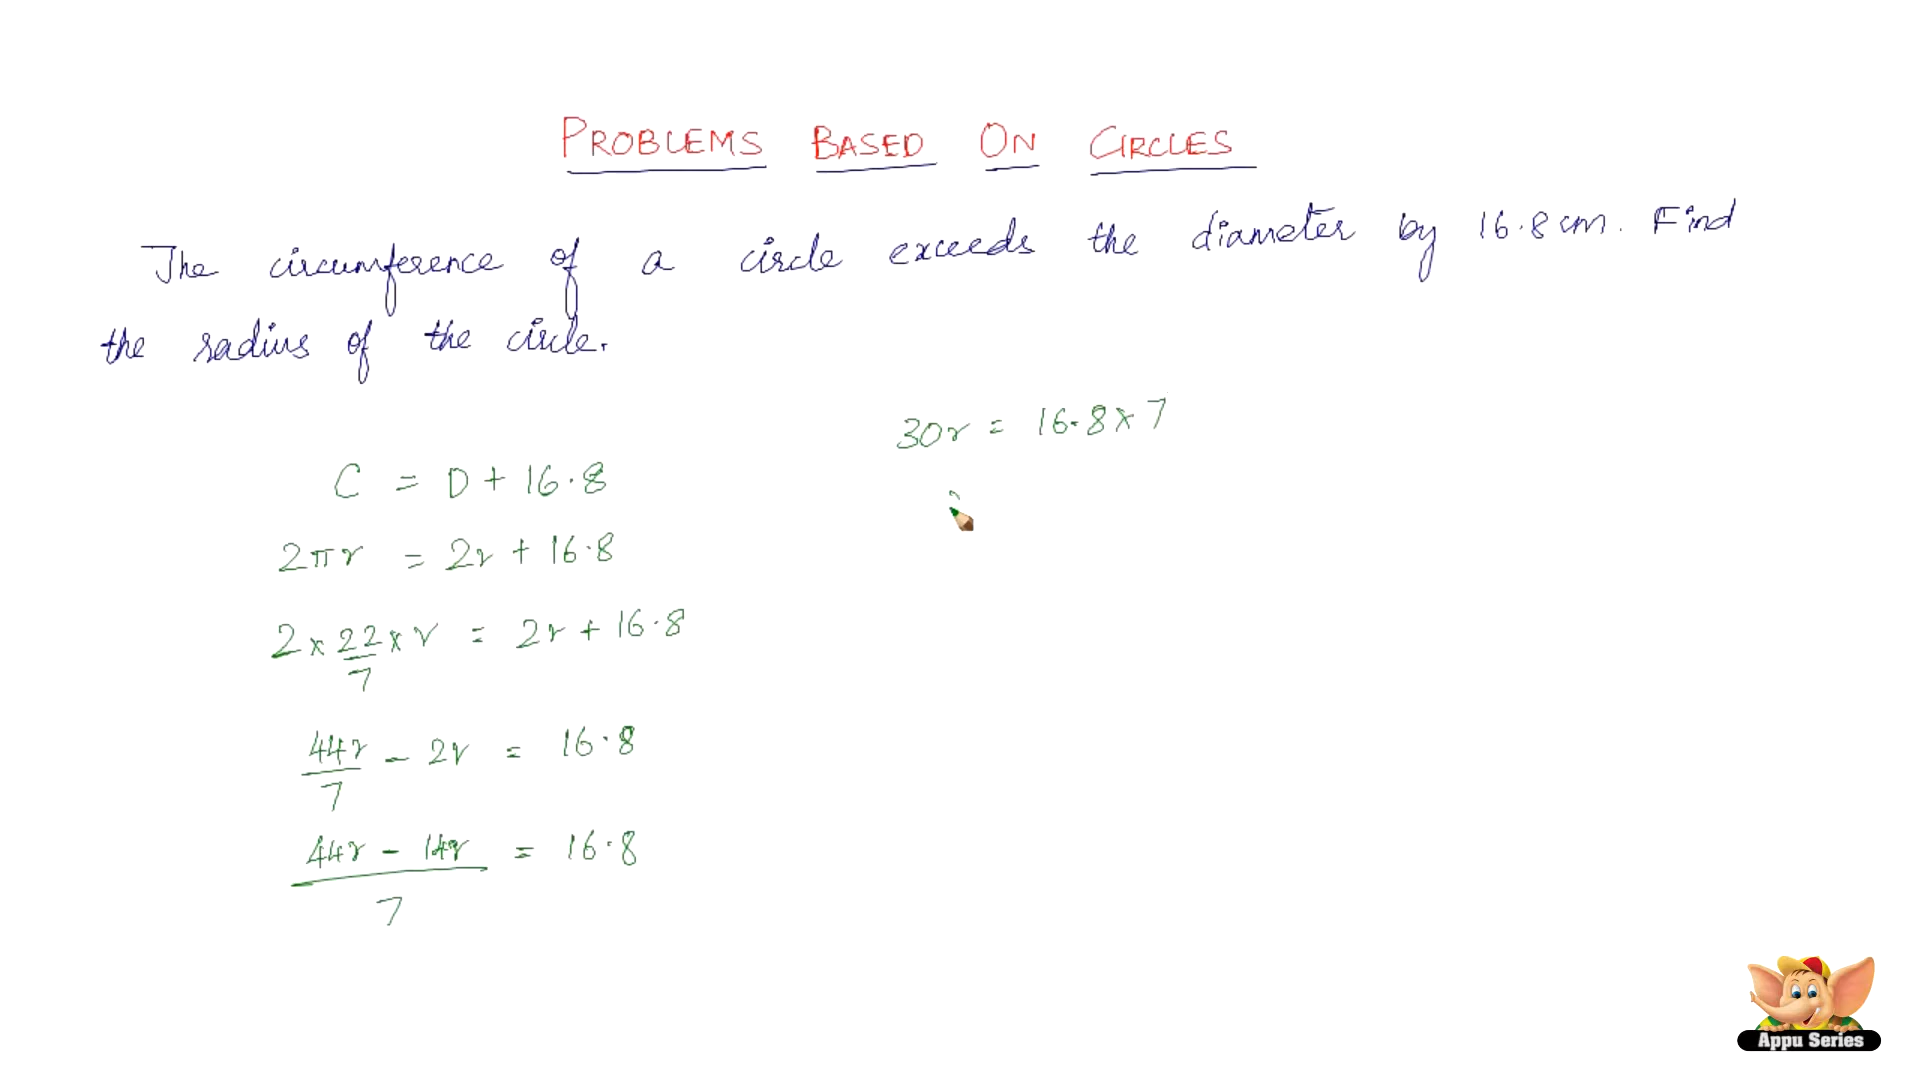 PROBLEMS BASED ON CIRCLES
The circumference of a circle exceeds the diameter by 16.8cm. Find
the radius of the circle.
C = D + 16.8
2πr = 2r + 16.8
2 × 22/7 × r = 2r + 16.8
44r/7 - 2r = 16.8
44r - 14r/7 = 16.8
30r = 16.8 × 7
Appu Series